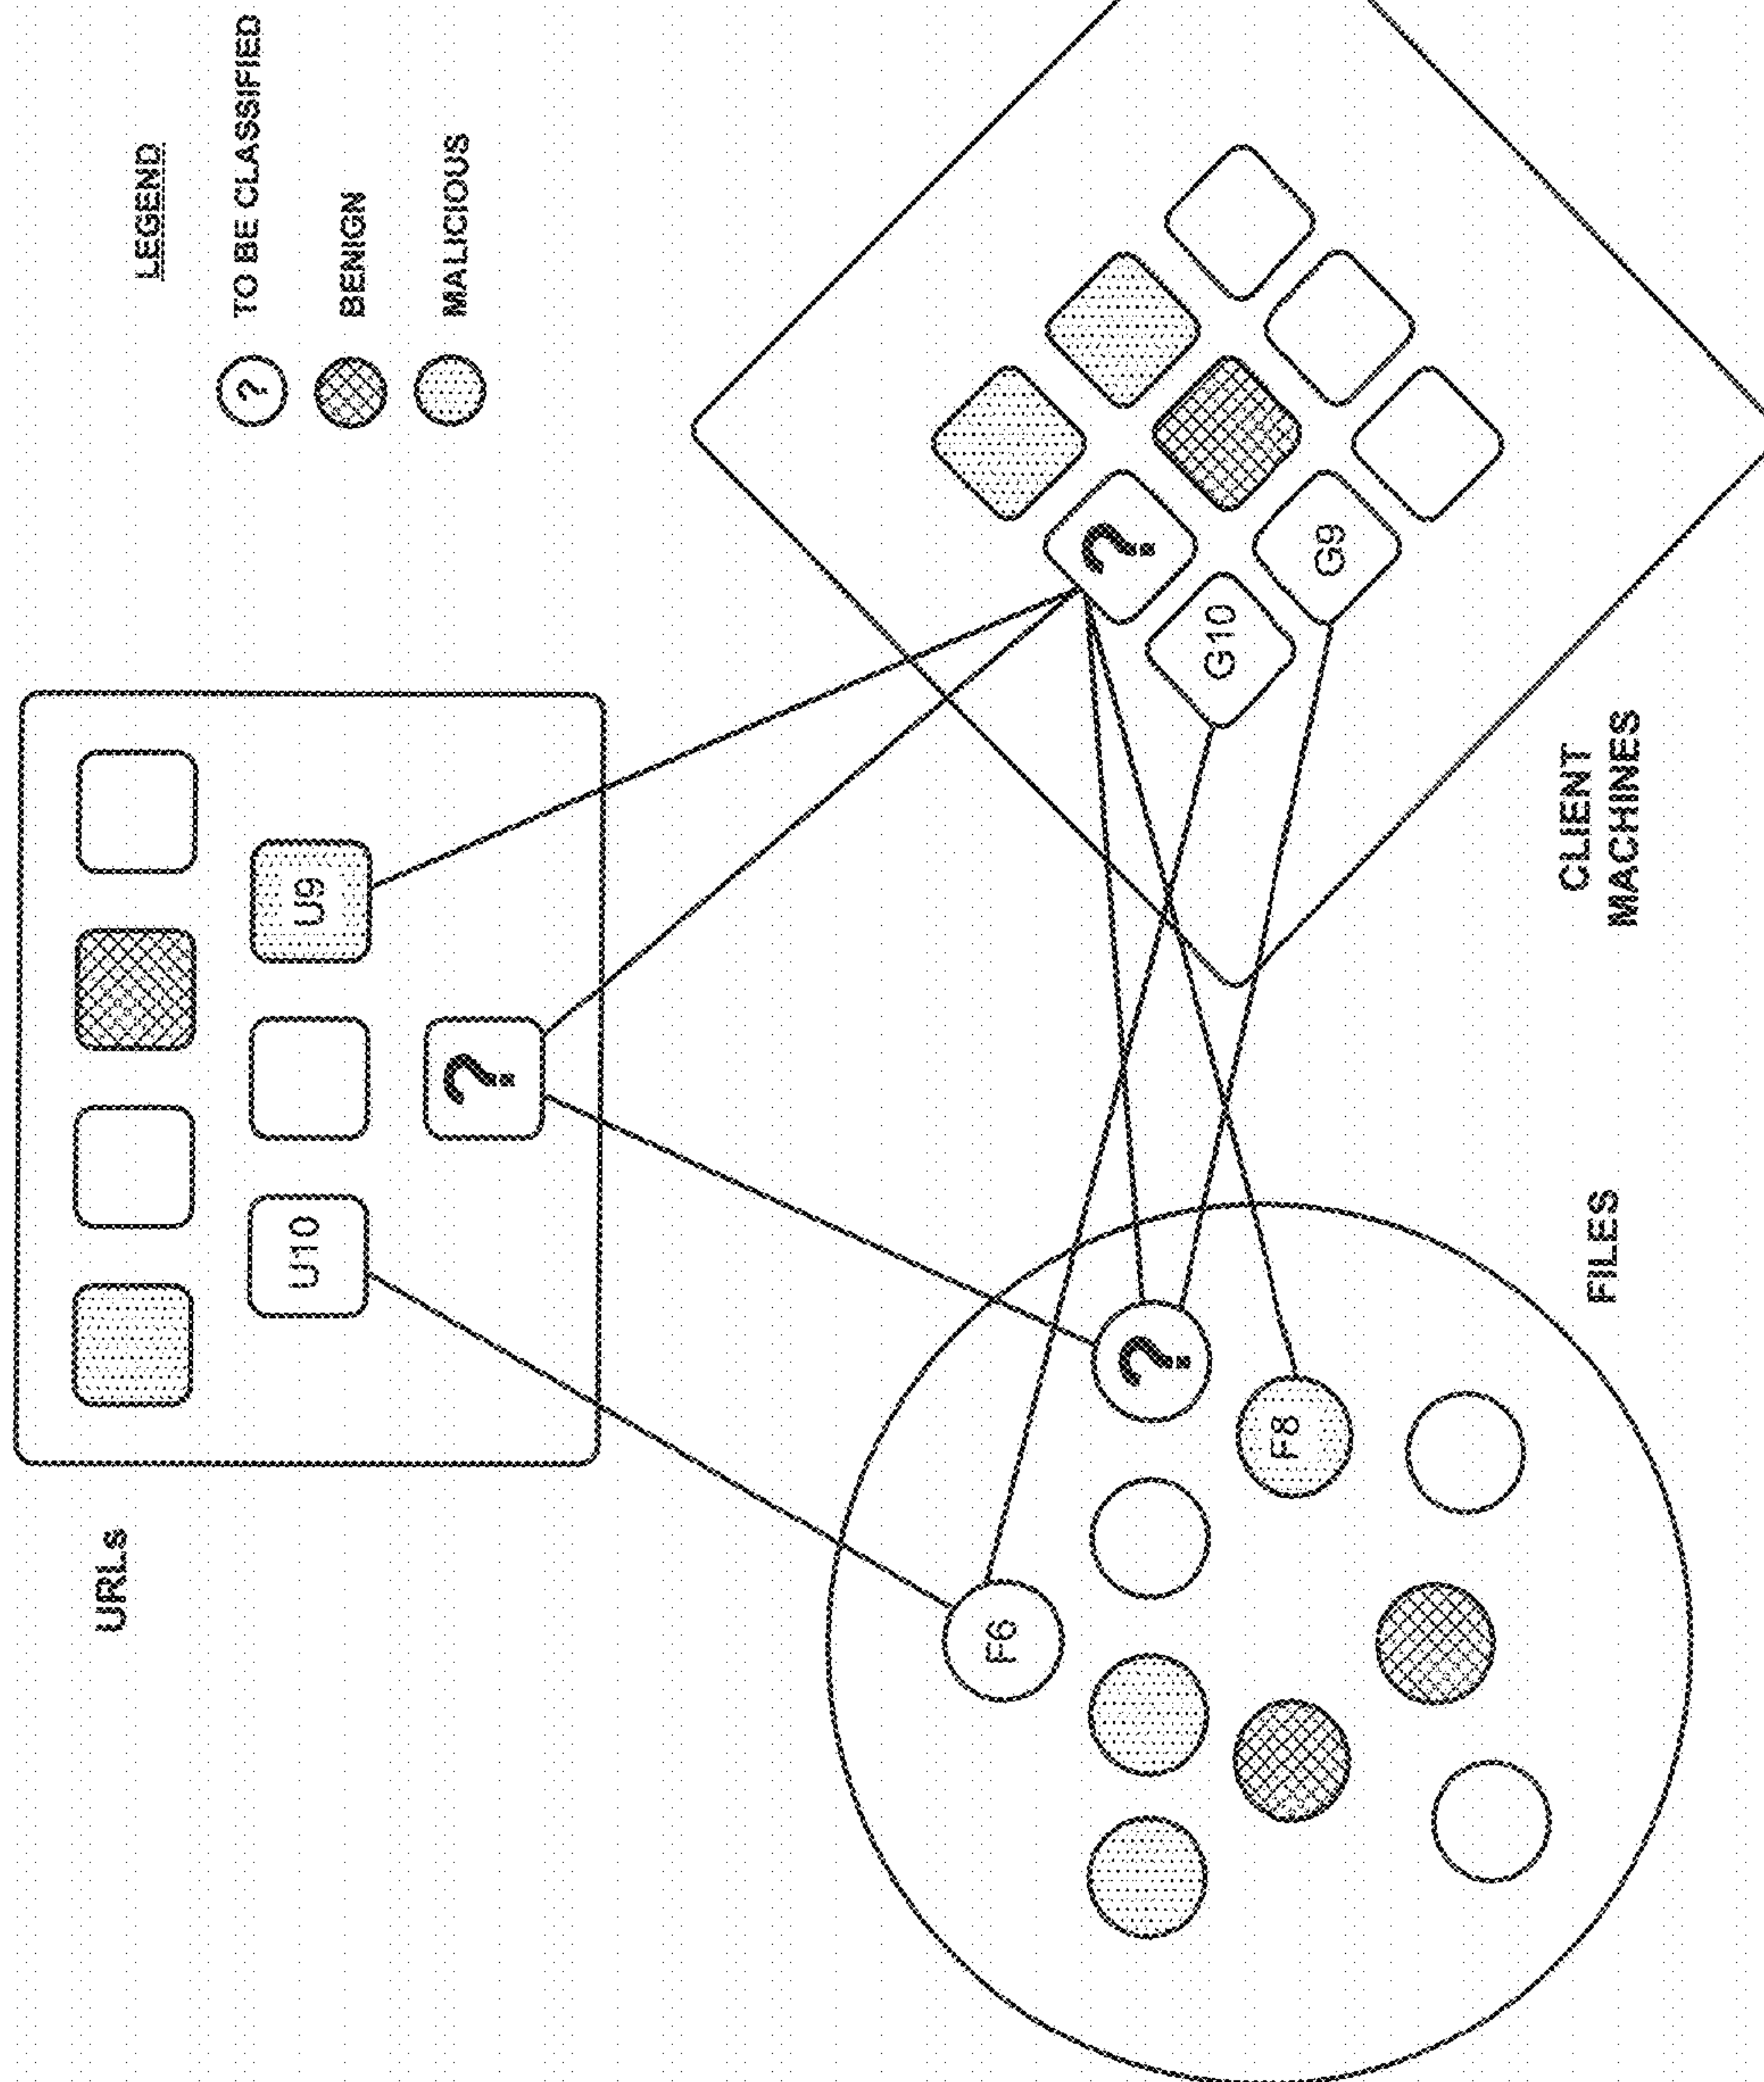 URLs
U10
?
U9
LEGEND
? TO BE CLASSIFIED
BENIGN
MALICIOUS
F6
?
F8
FILES
?
G10
G9
CLIENT
MACHINES